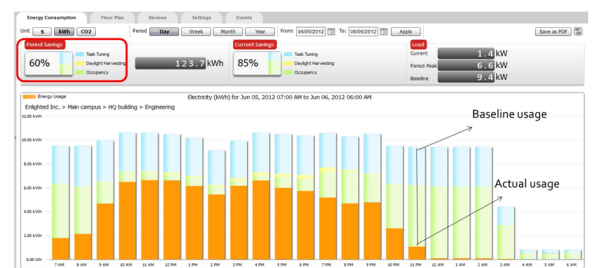 Energy Consumption Floor Plan Devices Settings Events
Unit $ kWh CO2 Period Day Week Month Year From: 06/05/2012 To: 06/06/2012 Apply Save as PDF
Period Savings
60%
Task Tuning
Daylight Harvesting
Occupancy
123.7 kWh
Current Savings
85%
Task Tuning
Daylight Harvesting
Occupancy
Load
Current 1.4 kW
Period Peak 6.6 kW
Baseline 9.4 kW
Energy Usage
Electricity (kWh) for Jun 05, 2012 07:00 AM to Jun 06, 2012 06:00 AM
Enlighted Inc. > Main campus > HQ building > Engineering
12.00 kWh
Baseline usage
10.00 kWh
8.00 kWh
6.00 kWh
Actual usage
4.00 kWh
2.00 kWh
0.00 kWh
7 AM 8 AM 9 AM 10 AM 11 AM 12 PM 1 PM 2 PM 3 PM 4 PM 5 PM 6 PM 7 PM 8 PM 9 PM 10 PM 11 PM 12 AM 1 AM 2 AM 3 AM 4 AM 5 AM 6 AM